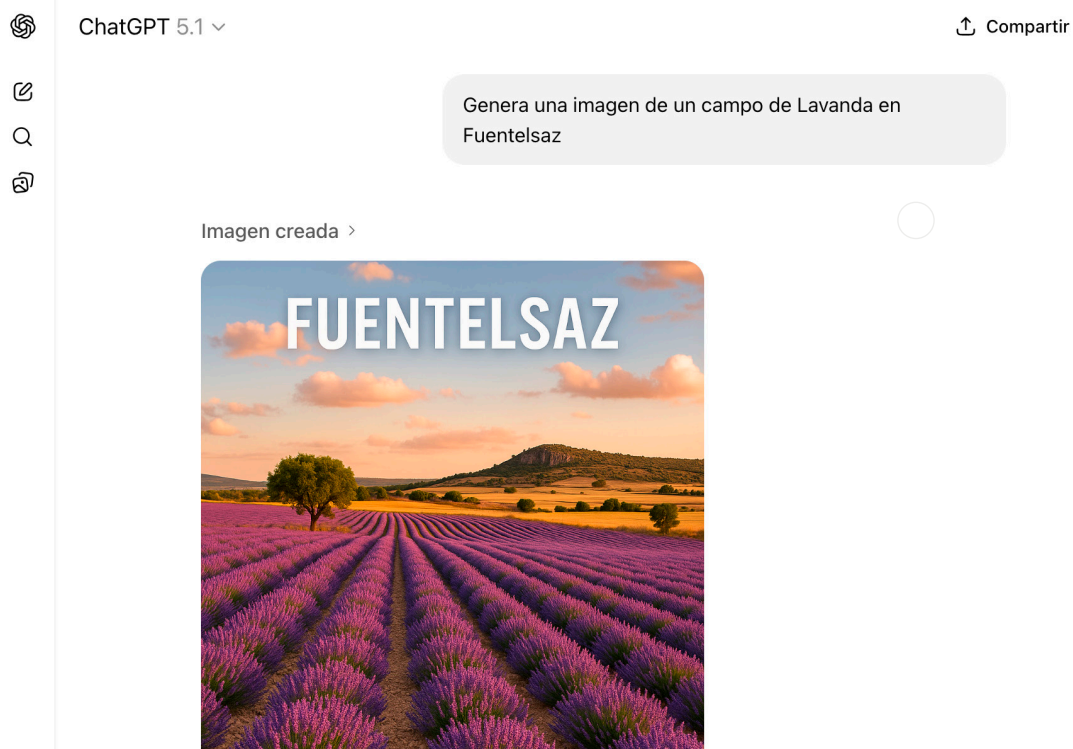 ChatGPT 5.1
Compartir
Genera una imagen de un campo de Lavanda en
Fuentelsaz
Imagen creada
FUENTELSAZ